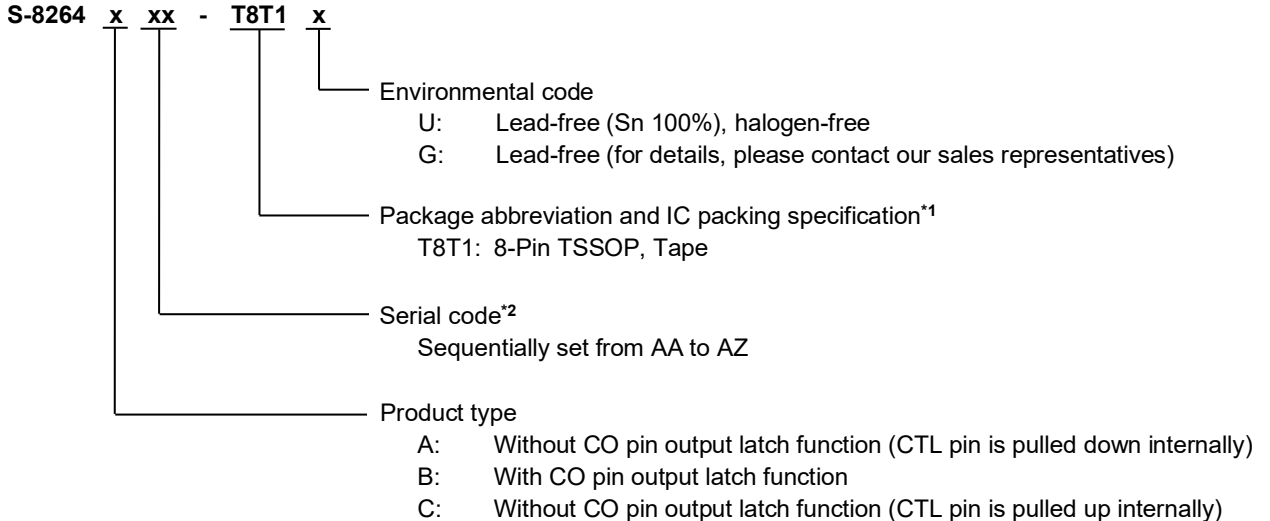 S-8264 x xx - T8T1 x
Environmental code
U: Lead-free (Sn 100%), halogen-free
G: Lead-free (for details, please contact our sales representatives)
Package abbreviation and IC packing specification*1
T8T1: 8-Pin TSSOP, Tape
Serial code*2
Sequentially set from AA to AZ
Product type
A: Without CO pin output latch function (CTL pin is pulled down internally)
B: With CO pin output latch function
C: Without CO pin output latch function (CTL pin is pulled up internally)